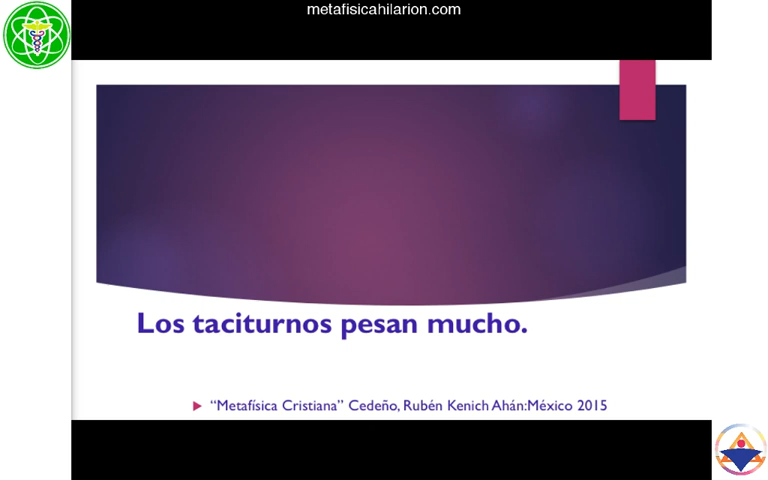 metafisicahilarion.com
Los taciturnos pesan mucho.
“Metafísica Cristiana” Cedeño, Rubén Kenich Ahán:México 2015